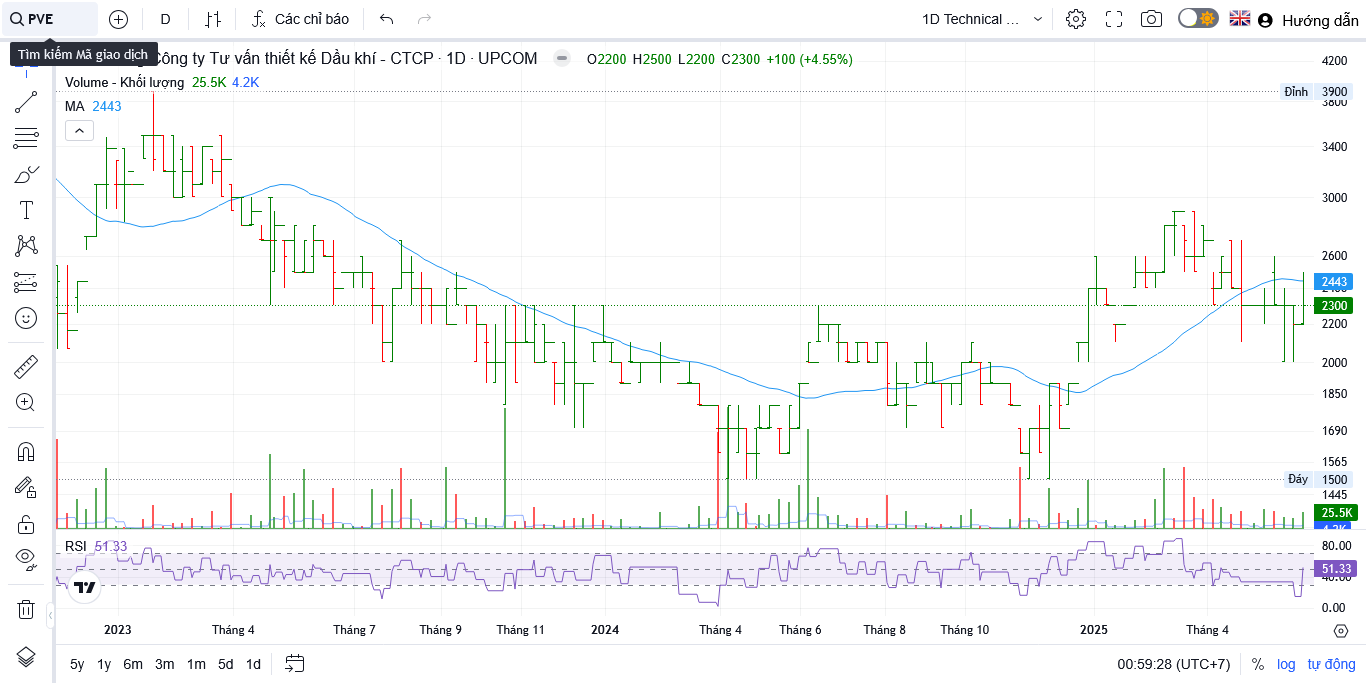 PVE
D
Các chỉ báo
1D Technical ...
Hướng dẫn
Tìm kiếm Mã giao dịch
Công ty Tư vấn thiết kế Dầu khí - CTCP · 1D · UPCOM
O2200 H2500 L2200 C2300 +100 (+4.55%)
Volume - Khối lượng 25.5K 4.2K
MA 2443
4200
Đỉnh 3900
3800
3400
3000
2600
2443
2400
2300
2200
2000
1850
1690
1565
Đáy 1500
1445
25.5K
4.2K
RSI 51.33
80.00
51.33
40.00
0.00
2023 Tháng 4 Tháng 7 Tháng 9 Tháng 11 2024 Tháng 4 Tháng 6 Tháng 8 Tháng 10 2025 Tháng 4
5y 1y 6m 3m 1m 5d 1d
00:59:28 (UTC+7) % log tự động